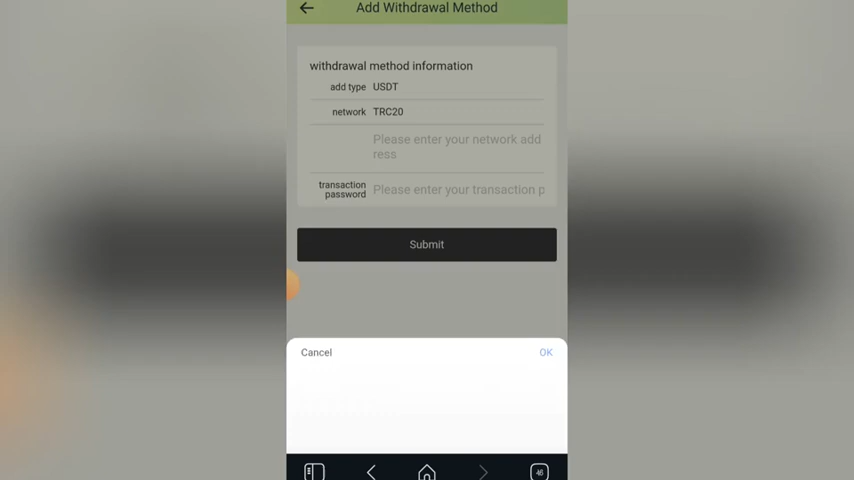 Add Withdrawal Method
withdrawal method information
add type USDT
network TRC20
Please enter your network add
ress
transaction
password Please enter your transaction p
Submit
Cancel OK
46